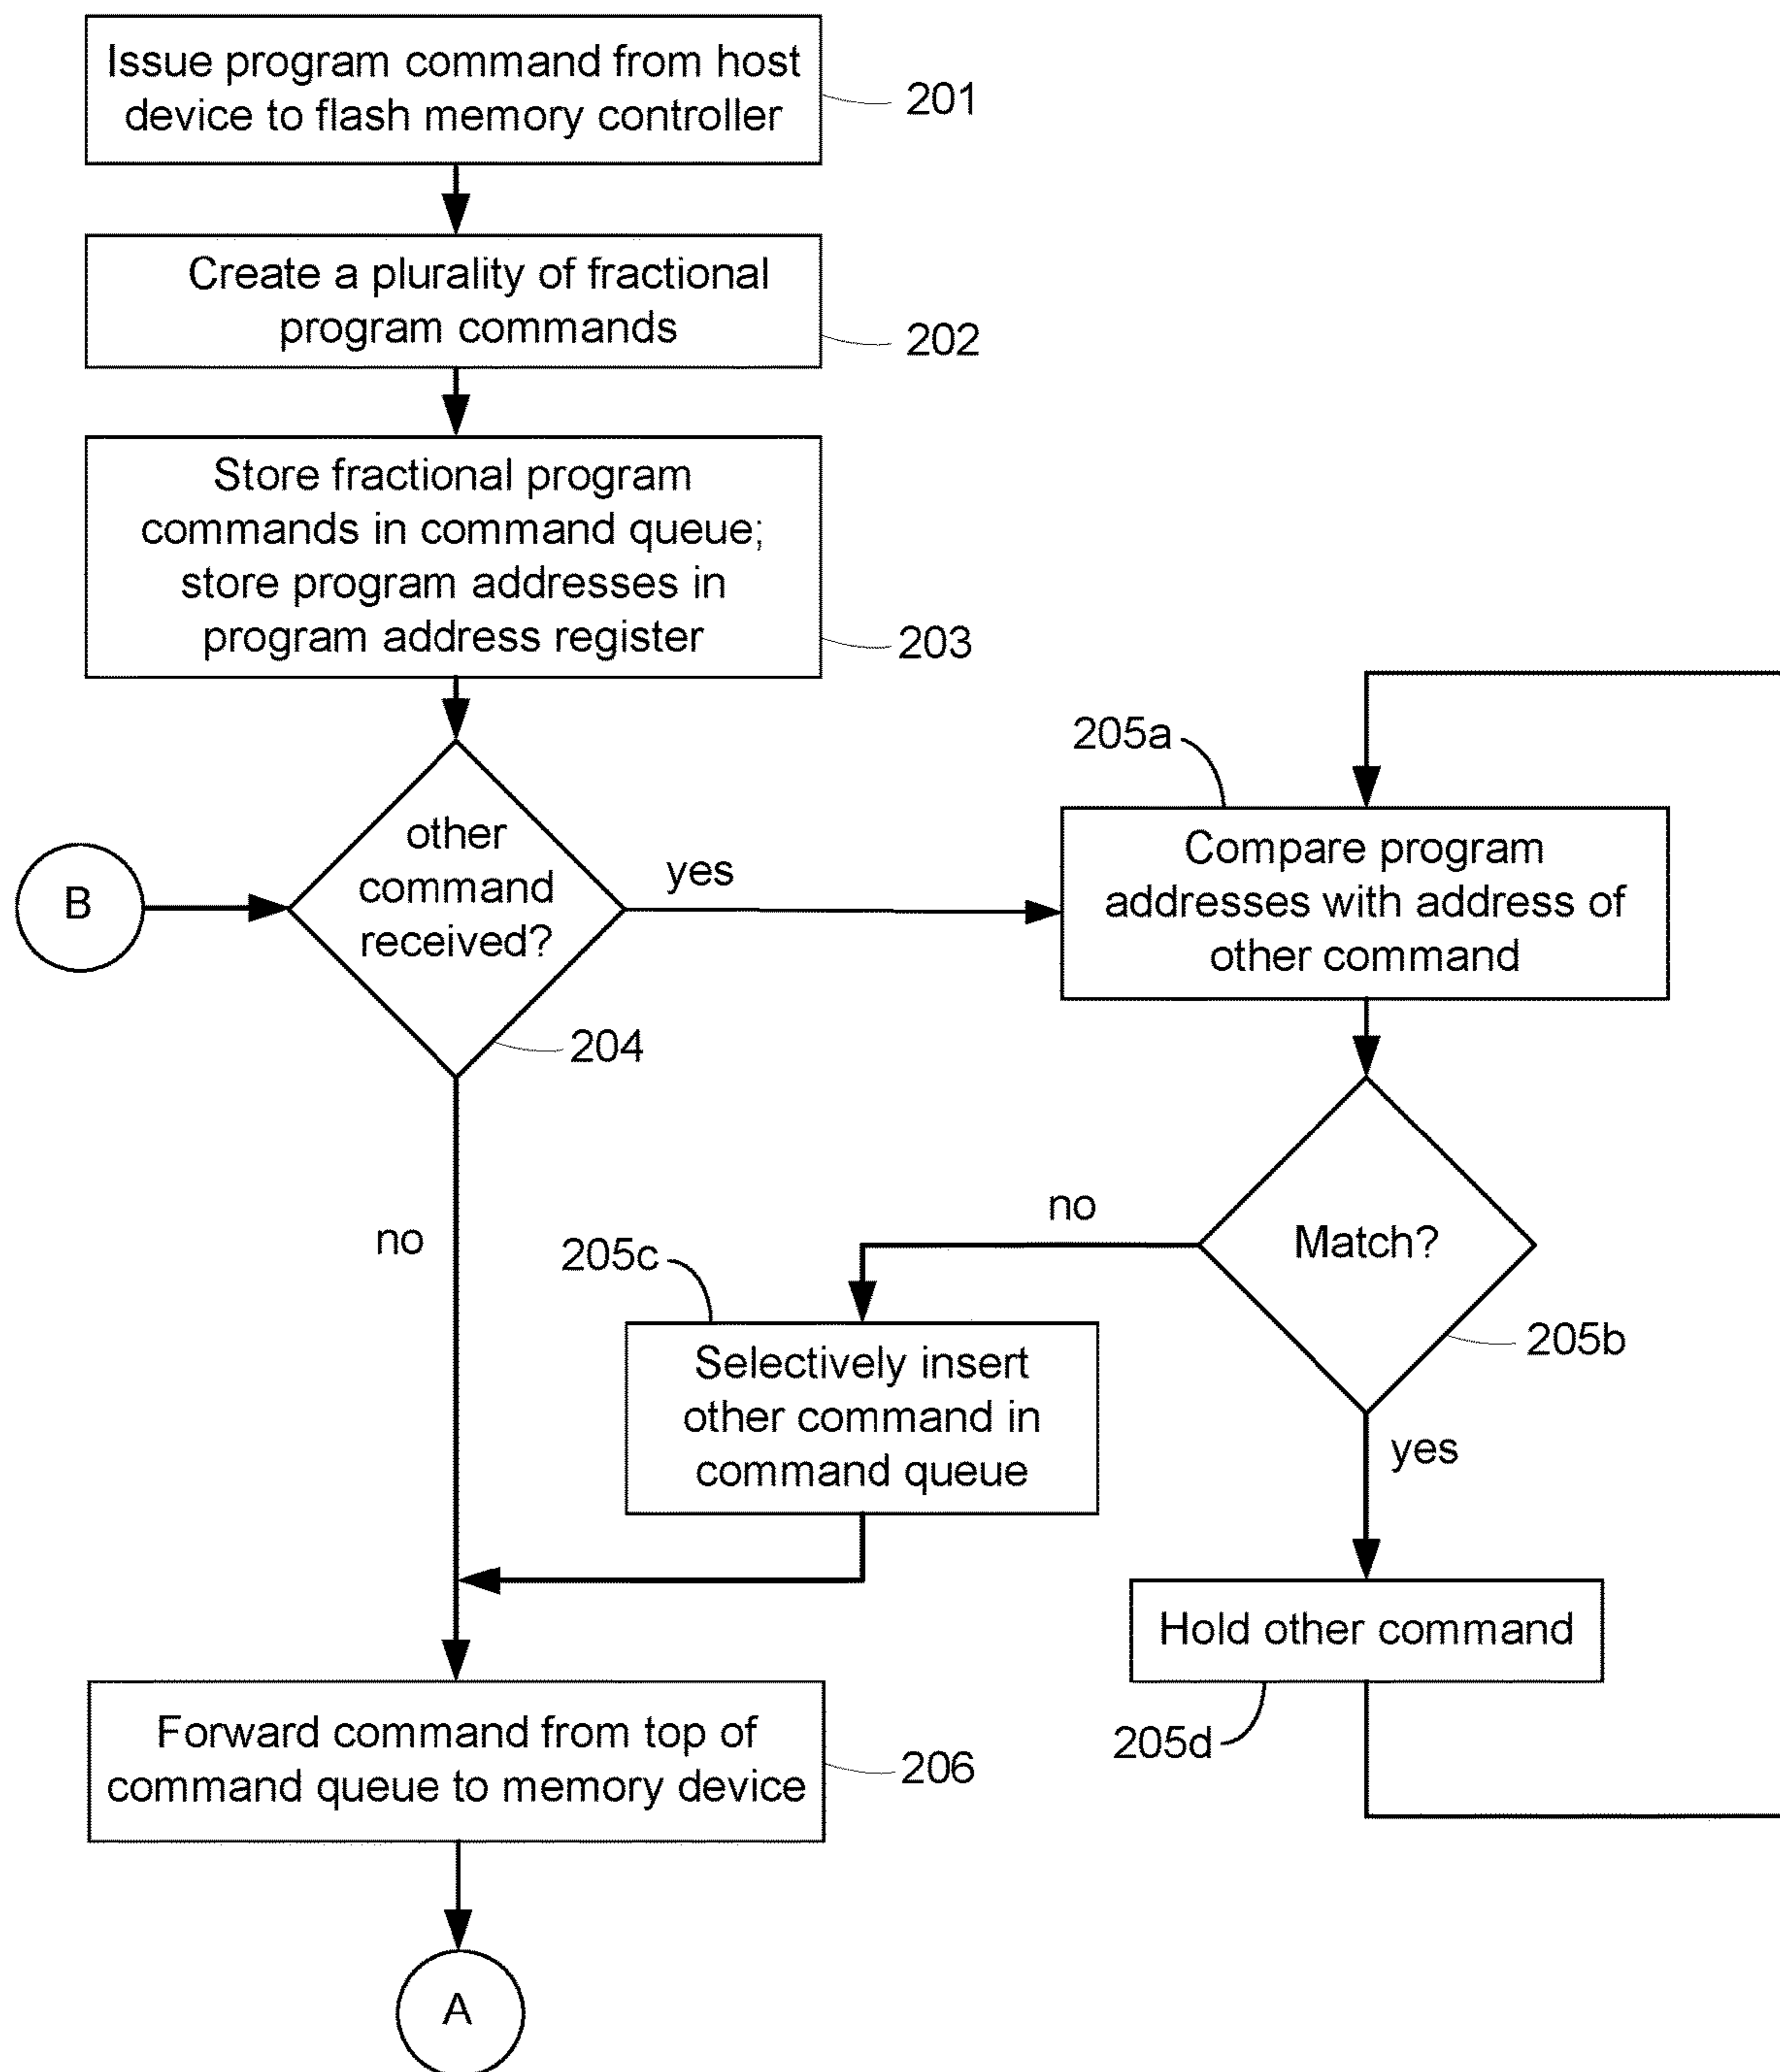 Issue program command from host
device to flash memory controller
201
Create a plurality of fractional
program commands
202
Store fractional program
commands in command queue;
store program addresses in
program address register
203
B
other
command
received?
204
yes
no
205a
Compare program
addresses with address of
other command
Match?
205b
no
yes
205c
Selectively insert
other command in
command queue
Hold other command
205d
Forward command from top of
command queue to memory device
206
A